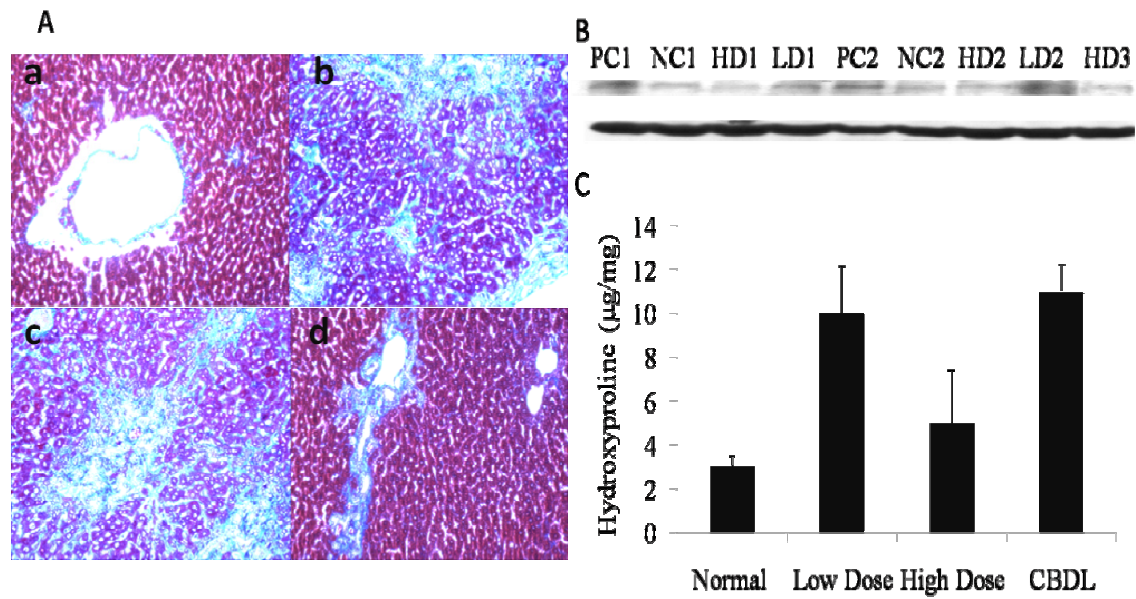 A
a
b
c
d
B
PC1 NC1 HD1 LD1 PC2 NC2 HD2 LD2 HD3
C
Hydroxyproline (µg/mg)
14
12
10
8
6
4
2
0
Normal Low Dose High Dose CBDL